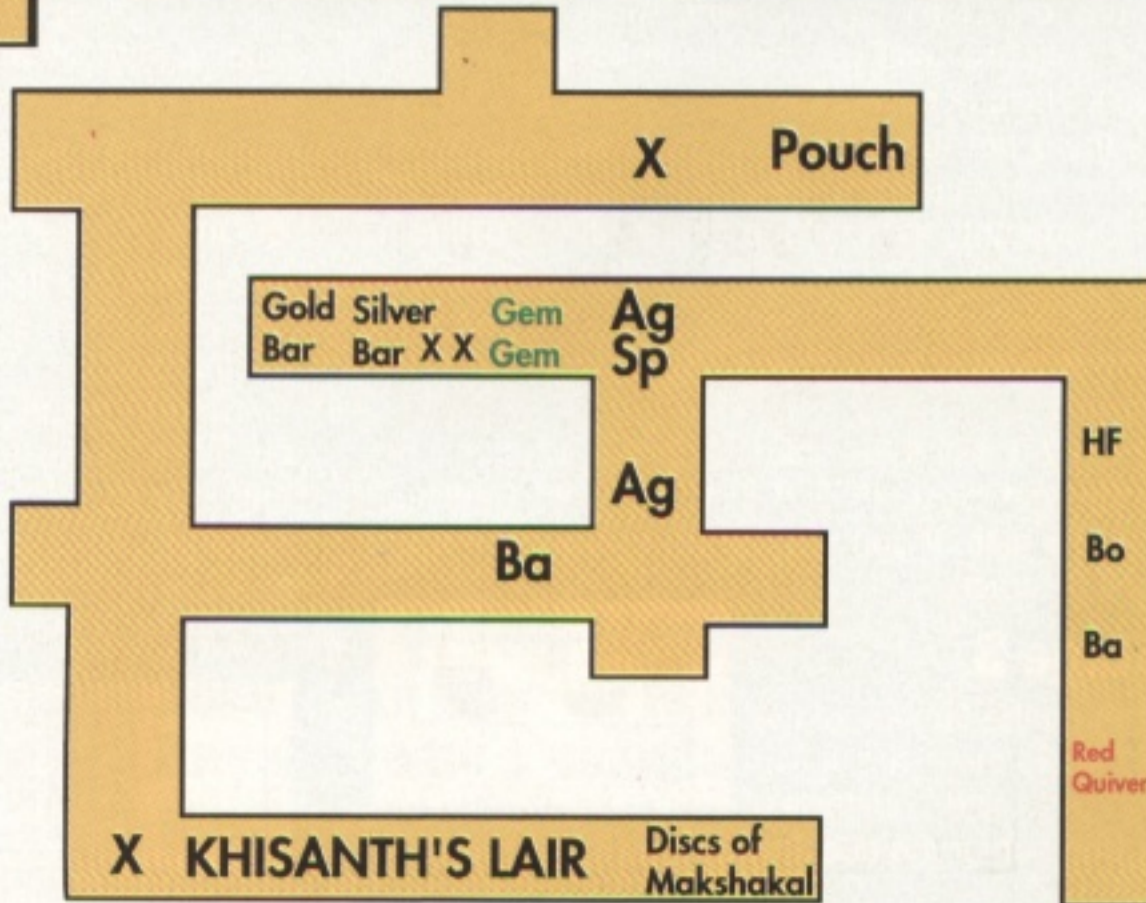 X Pouch
Gold Silver Gem Ag
Bar Bar X X Gem Sp
HF
Ag
Bo
Ba
Ba
Red
Quiver
X KHISANTH'S LAIR Discs of
Makshakal